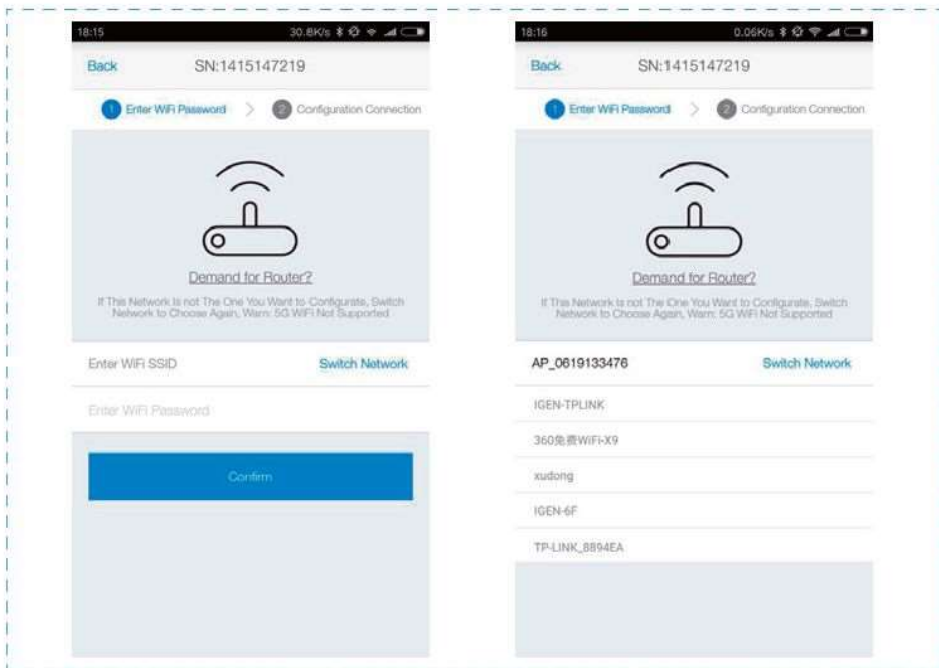 18:15 30.8K/s
Back SN:1415147219
1 Enter WiFi Password > 2 Configuration Connection
Demand for Router?
If This Network Is not The One You Want to Configurate, Switch
Network to Choose Again, Warn: 5G WiFi Not Supported
Enter WiFi SSID Switch Network
Enter WiFi Password
Confirm
18:16 0.06K/s
Back SN:1415147219
1 Enter WiFi Password > 2 Configuration Connection
Demand for Router?
If This Network Is not The One You Want to Configurate, Switch
Network to Choose Again, Warn: 5G WiFi Not Supported
AP_0619133476 Switch Network
IGEN-TPLINK
360免费WiFi-X9
xudong
IGEN-6F
TP-LINK_8894EA